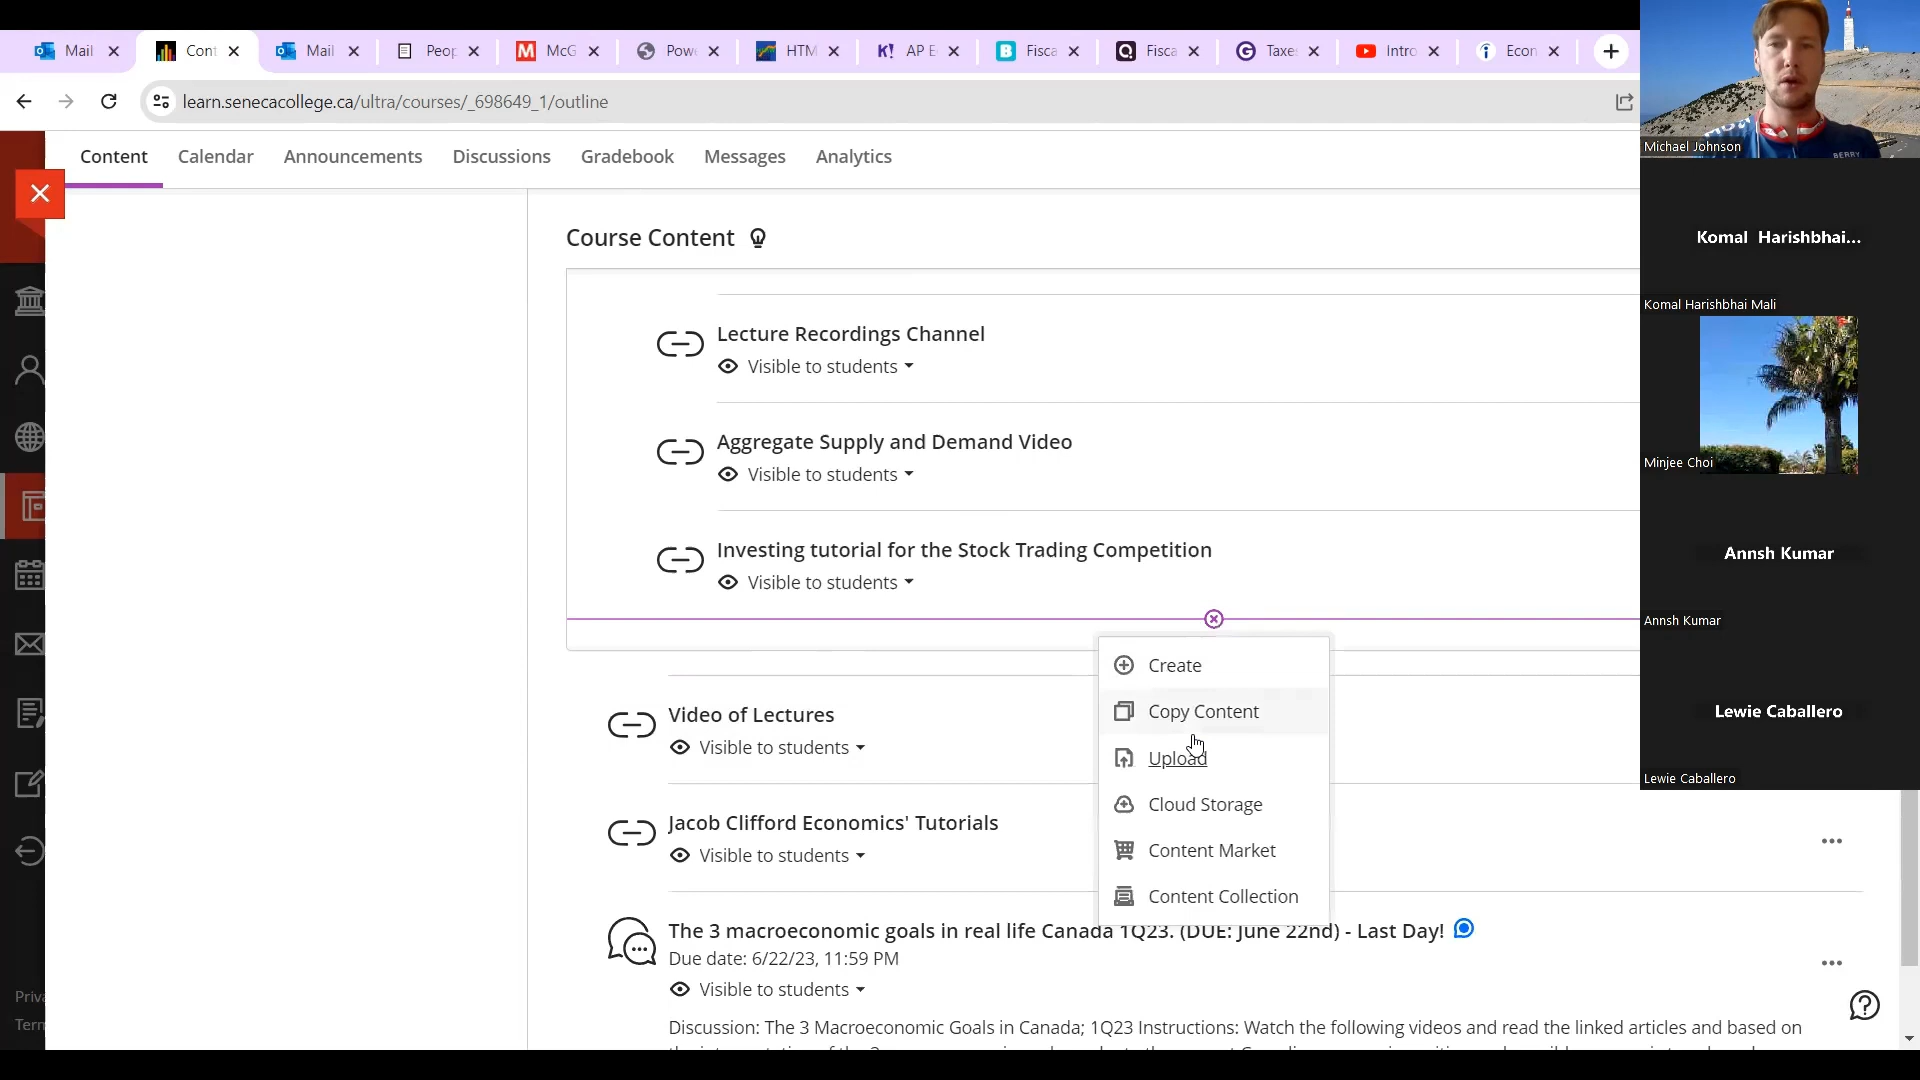 Mail
Cont
Mail
Peop
McG
Powe
HTM
AP E
Fisca
Fisca
Taxe
Intro
Econ
learn.senecacollege.ca/ultra/courses/_698649_1/outline
Content
Calendar
Announcements
Discussions
Gradebook
Messages
Analytics
Course Content
Lecture Recordings Channel
Visible to students
Aggregate Supply and Demand Video
Visible to students
Investing tutorial for the Stock Trading Competition
Visible to students
Create
Copy Content
Upload
Cloud Storage
Content Market
Content Collection
Video of Lectures
Visible to students
Jacob Clifford Economics' Tutorials
Visible to students
The 3 macroeconomic goals in real life Canada 1Q23. (DUE: June 22nd) - Last Day!
Due date: 6/22/23, 11:59 PM
Visible to students
Discussion: The 3 Macroeconomic Goals in Canada; 1Q23 Instructions: Watch the following videos and read the linked articles and based on
Priva
Term
BERRY
Michael Johnson
Komal Harishbhai...
Komal Harishbhai Mali
Minjee Choi
Annsh Kumar
Annsh Kumar
Lewie Caballero
Lewie Caballero